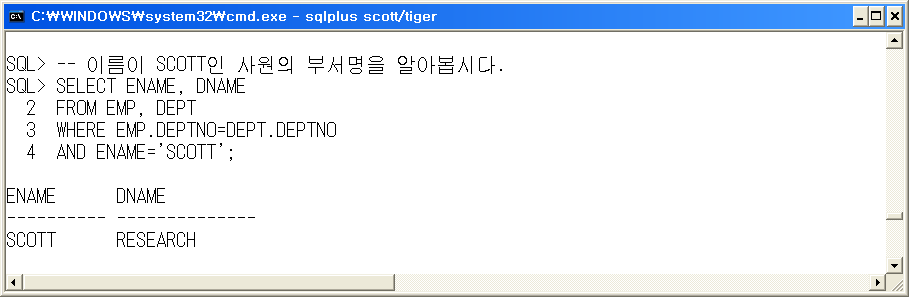 C:₩WINDOWS₩system32₩cmd.exe - sqlplus scott/tiger
SQL> -- 이름이 SCOTT인 사원의 부서명을 알아봅시다.
SQL> SELECT ENAME, DNAME
  2  FROM EMP, DEPT
  3  WHERE EMP.DEPTNO=DEPT.DEPTNO
  4  AND ENAME='SCOTT';
ENAME      DNAME
---------- --------------
SCOTT      RESEARCH